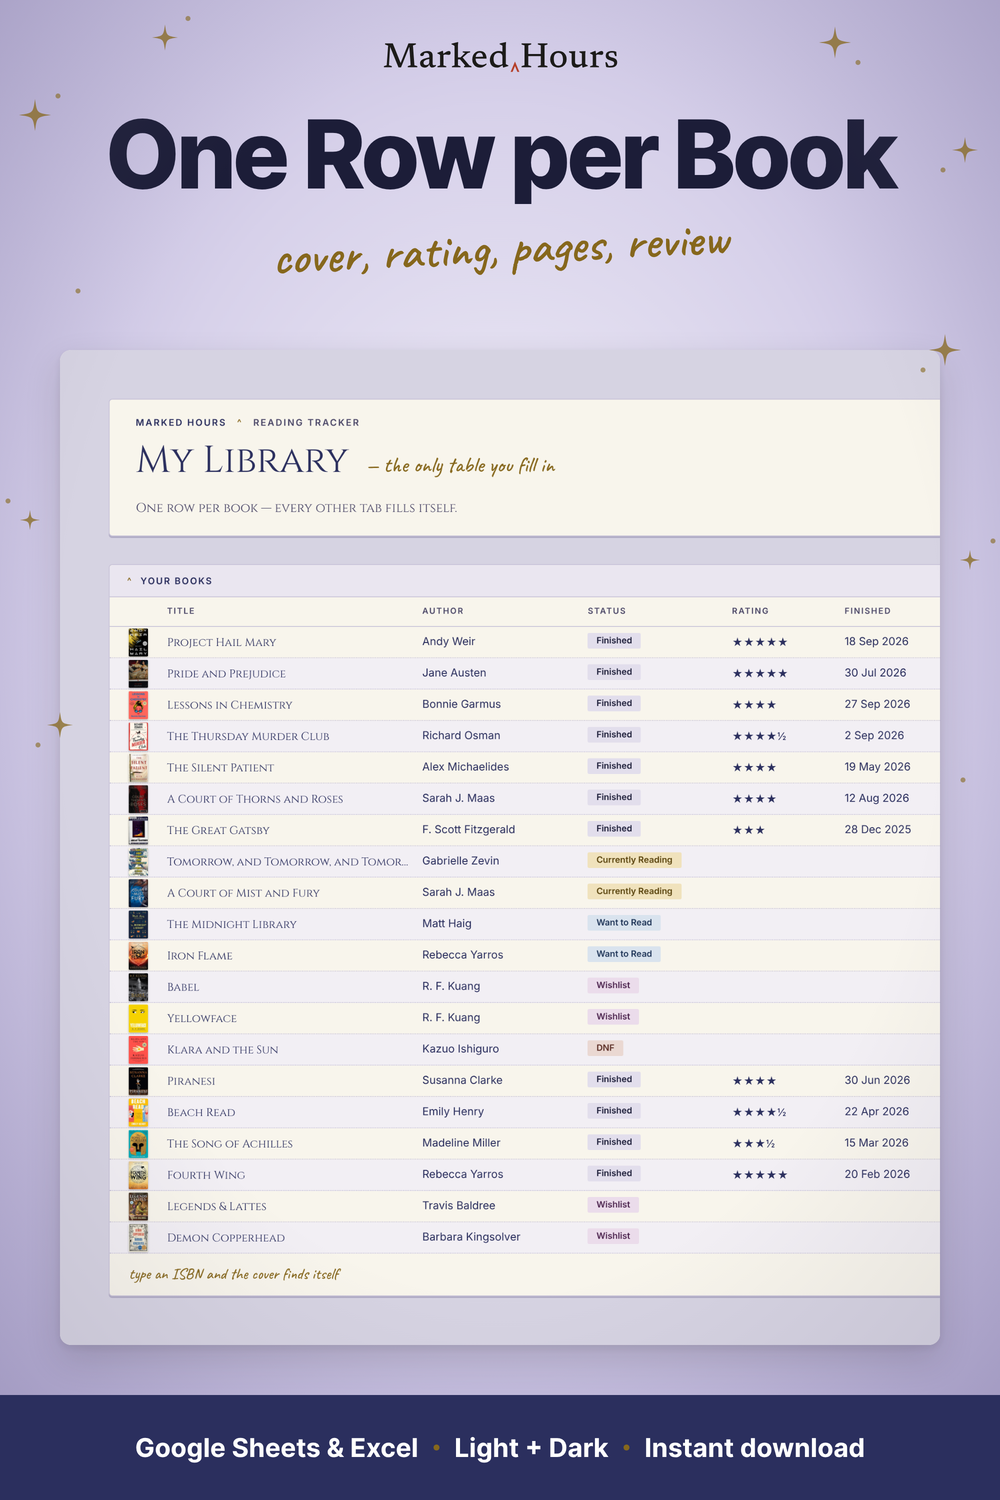 Marked‸Hours
One Row per Book
cover, rating, pages, review
MARKED HOURS ^ READING TRACKER
MY LIBRARY — the only table you fill in
ONE ROW PER BOOK — EVERY OTHER TAB FILLS ITSELF.
^ YOUR BOOKS
TITLE AUTHOR STATUS RATING FINISHED
PROJECT HAIL MARY Andy Weir Finished ★★★★★ 18 Sep 2026
PRIDE AND PREJUDICE Jane Austen Finished ★★★★★ 30 Jul 2026
LESSONS IN CHEMISTRY Bonnie Garmus Finished ★★★★ 27 Sep 2026
THE THURSDAY MURDER CLUB Richard Osman Finished ★★★★½ 2 Sep 2026
THE SILENT PATIENT Alex Michaelides Finished ★★★★ 19 May 2026
A COURT OF THORNS AND ROSES Sarah J. Maas Finished ★★★★ 12 Aug 2026
THE GREAT GATSBY F. Scott Fitzgerald Finished ★★★ 28 Dec 2025
TOMORROW, AND TOMORROW, AND TOMOR... Gabrielle Zevin Currently Reading
A COURT OF MIST AND FURY Sarah J. Maas Currently Reading
THE MIDNIGHT LIBRARY Matt Haig Want to Read
IRON FLAME Rebecca Yarros Want to Read
BABEL R. F. Kuang Wishlist
YELLOWFACE R. F. Kuang Wishlist
KLARA AND THE SUN Kazuo Ishiguro DNF
PIRANESI Susanna Clarke Finished ★★★★ 30 Jun 2026
BEACH READ Emily Henry Finished ★★★★½ 22 Apr 2026
THE SONG OF ACHILLES Madeline Miller Finished ★★★½ 15 Mar 2026
FOURTH WING Rebecca Yarros Finished ★★★★★ 20 Feb 2026
LEGENDS & LATTES Travis Baldree Wishlist
DEMON COPPERHEAD Barbara Kingsolver Wishlist
type an ISBN and the cover finds itself
Google Sheets & Excel • Light + Dark • Instant download